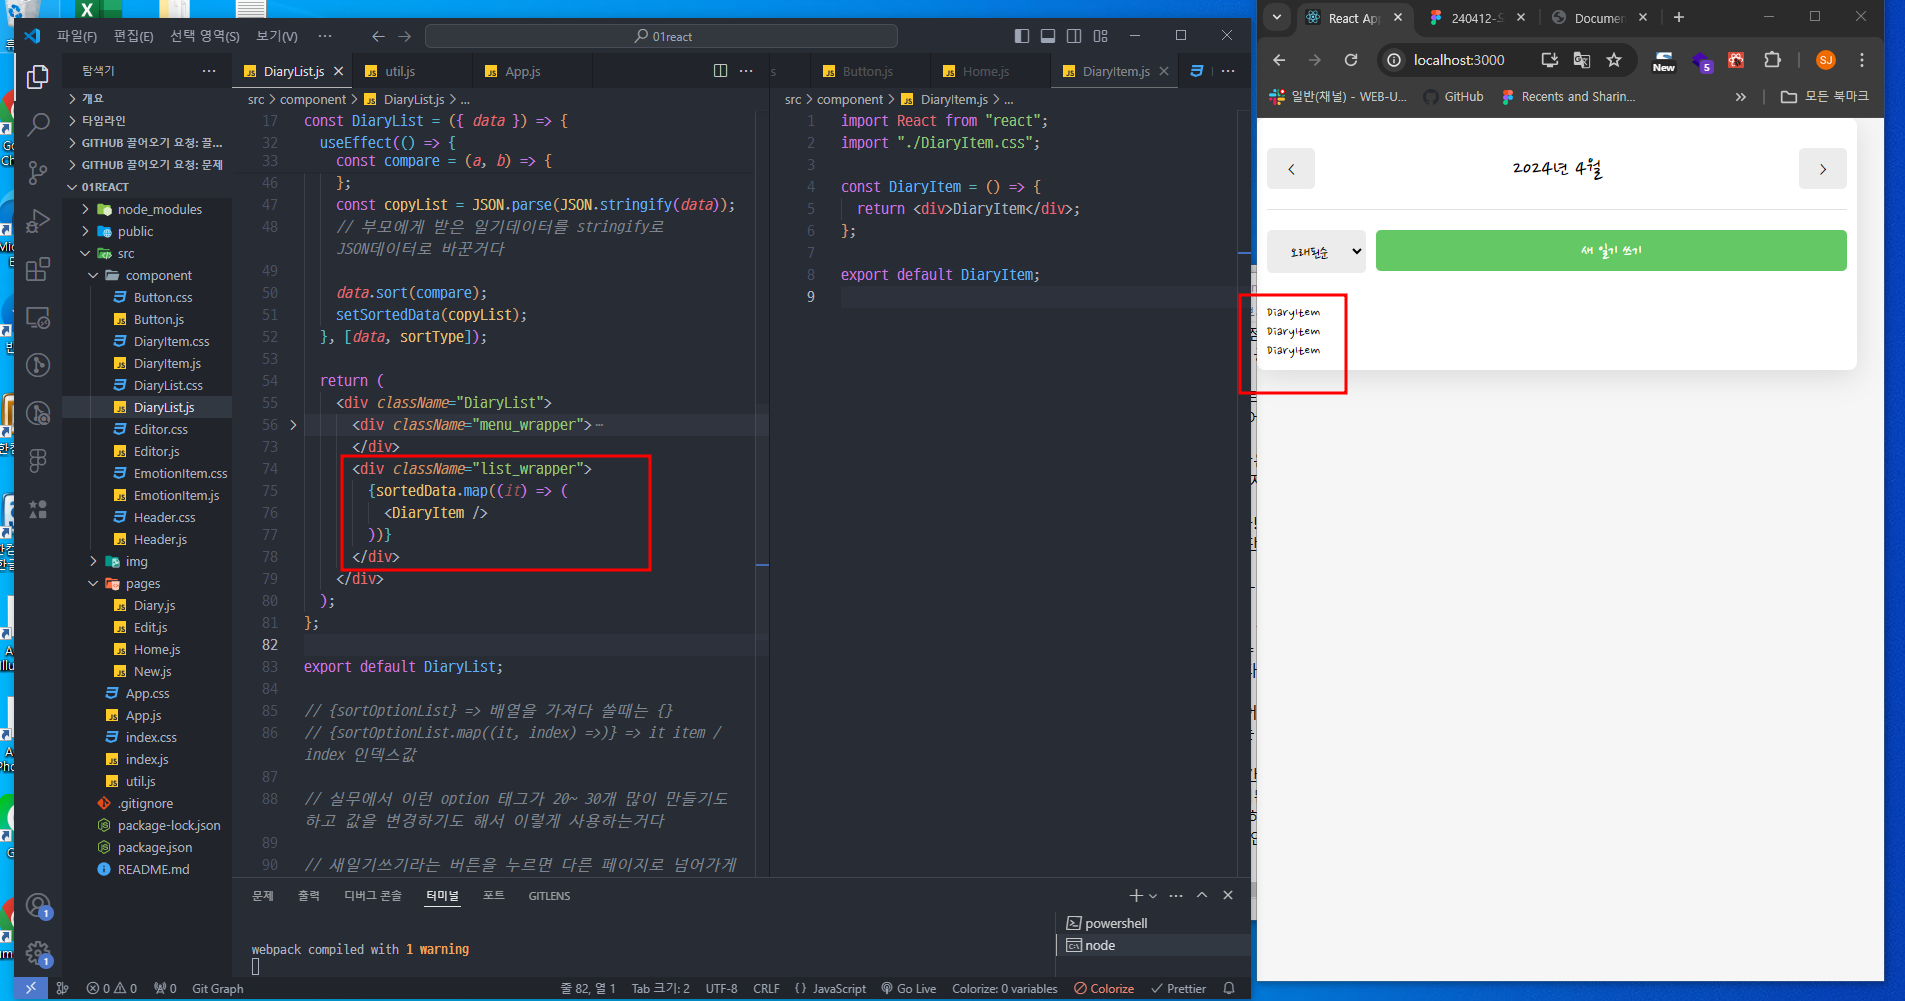 파일(F) 편집(E) 선택 영역(S) 보기(V) ··· 01react
탐색기
개요
타임라인
GITHUB 끌어오기 요청: 끌...
GITHUB 끌어오기 요청: 문제
01REACT
node_modules
public
src
component
Button.css
Button.js
DiaryItem.css
DiaryItem.js
DiaryList.css
DiaryList.js
Editor.css
Editor.js
EmotionItem.css
EmotionItem.js
Header.css
Header.js
img
pages
Diary.js
Edit.js
Home.js
New.js
App.css
App.js
index.css
index.js
util.js
.gitignore
package-lock.json
package.json
README.md
DiaryList.js util.js App.js
src > component > DiaryList.js > ...
17 const DiaryList = ({ data }) => {
32 useEffect(() => {
33 const compare = (a, b) => {
46 };
47 const copyList = JSON.parse(JSON.stringify(data));
48 // 부모에게 받은 일기데이터를 stringify로
JSON데이터로 바꾼거다
49
50 data.sort(compare);
51 setSortedData(copyList);
52 }, [data, sortType]);
53
54 return (
55 <div className="DiaryList">
56 <div className="menu_wrapper">···
73 </div>
74 <div className="list_wrapper">
75 {sortedData.map((it) => (
76 <DiaryItem />
77 ))}
78 </div>
79 </div>
80 );
81 };
82
83 export default DiaryList;
84
85 // {sortOptionList} => 배열을 가져다 쓸때는 {}
86 // {sortOptionList.map((it, index) =>)} => it item /
index 인덱스값
87
88 // 실무에서 이런 option 태그가 20~ 30개 많이 만들기도
하고 값을 변경하기도 해서 이렇게 사용하는거다
89
90 // 새일기쓰기라는 버튼을 누르면 다른 페이지로 넘어가게
s Button.js Home.js DiaryItem.js
src > component > DiaryItem.js > ...
1 import React from "react";
2 import "./DiaryItem.css";
3
4 const DiaryItem = () => {
5 return <div>DiaryItem</div>;
6 };
7
8 export default DiaryItem;
9
문제 출력 디버그 콘솔 터미널 포트 GITLENS
webpack compiled with 1 warning
powershell
node
0 0 0 Git Graph 줄 82, 열 1 Tab 크기: 2 UTF-8 CRLF {} JavaScript Go Live Colorize: 0 variables Colorize Prettier
1
1
React Ap 240412-S Documen
localhost:3000 New 5 SJ
일반(채널) - WEB-U... GitHub Recents and Sharin... » 모든 북마크
< 2024년 4월 >
오래된순 새 일기 쓰기
DiaryItem
DiaryItem
DiaryItem